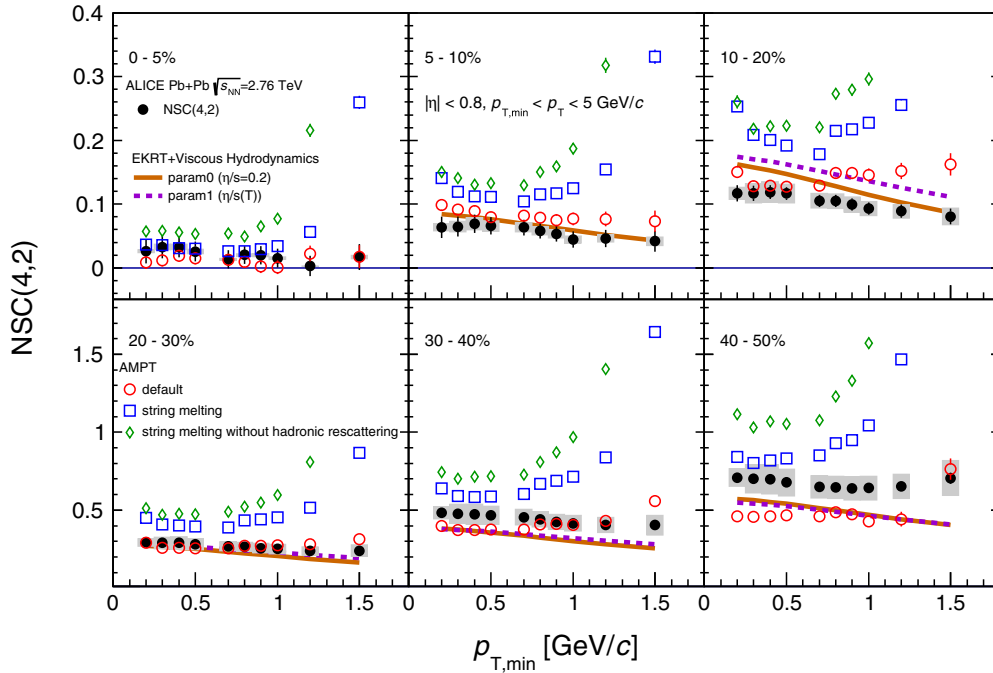 0.4
0.3
0.2
0.1
0
NSC(4,2)
0 - 5%
ALICE Pb+Pb √sNN=2.76 TeV
NSC(4,2)
EKRT+Viscous Hydrodynamics
param0 (η/s=0.2)
param1 (η/s(T))
5 - 10%
|η| < 0.8, pT,min < pT < 5 GeV/c
10 - 20%
1.5
1
0.5
20 - 30%
AMPT
default
string melting
string melting without hadronic rescattering
30 - 40%
40 - 50%
0 0.5 1 1.5 0 0.5 1 1.5 0 0.5 1 1.5
pT,min [GeV/c]